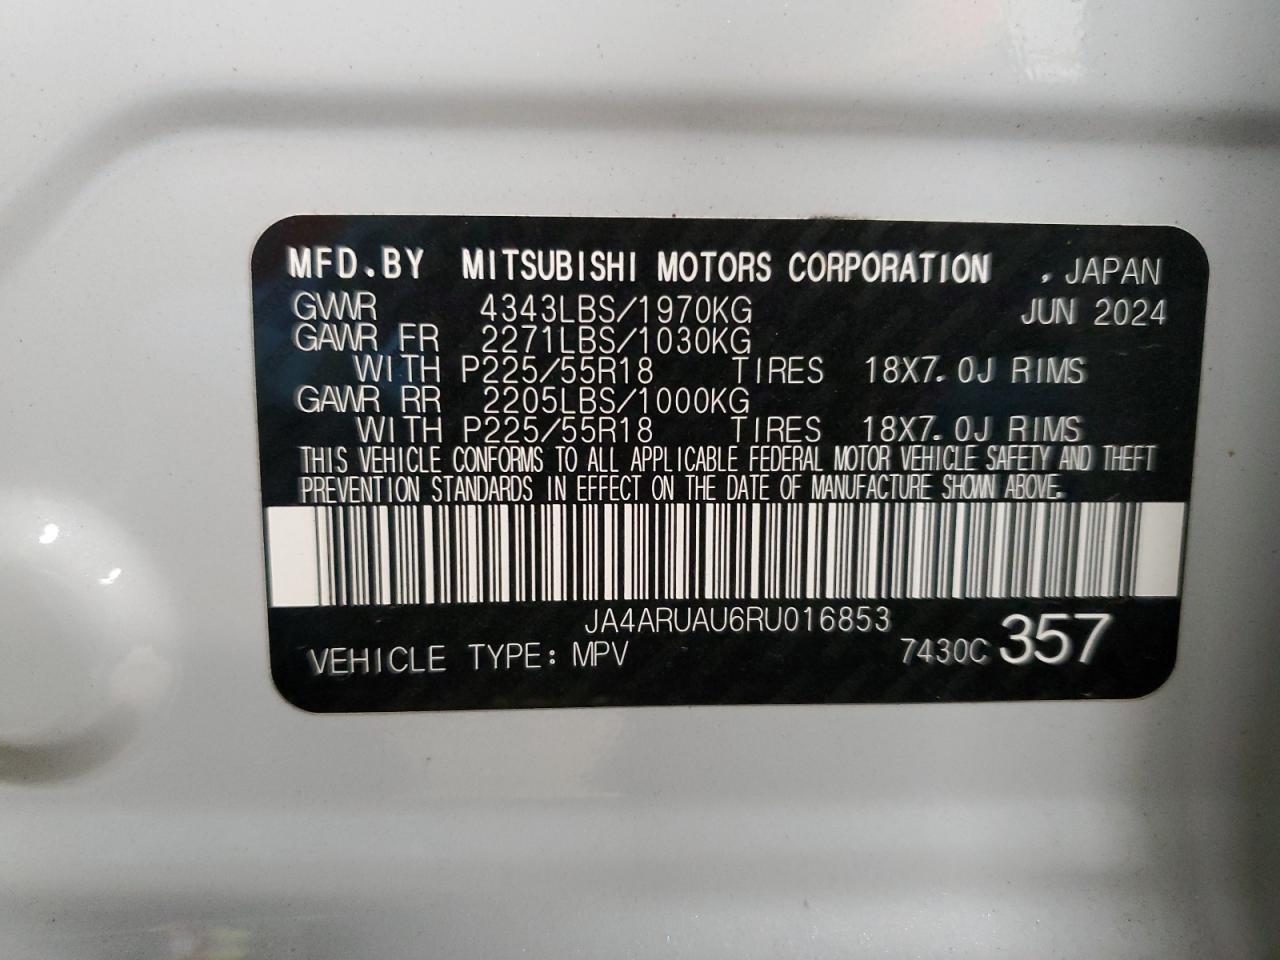 MFD.BY MITSUBISHI MOTORS CORPORATION , JAPAN
GVWR 4343LBS/1970KG JUN 2024
GAWR FR 2271LBS/1030KG
WITH P225/55R18 TIRES 18X7.0J RIMS
GAWR RR 2205LBS/1000KG
WITH P225/55R18 TIRES 18X7.0J RIMS
THIS VEHICLE CONFORMS TO ALL APPLICABLE FEDERAL MOTOR VEHICLE SAFETY AND THEFT
PREVENTION STANDARDS IN EFFECT ON THE DATE OF MANUFACTURE SHOWN ABOVE.
JA4ARUAU6RU016853
VEHICLE TYPE: MPV 7430C 357